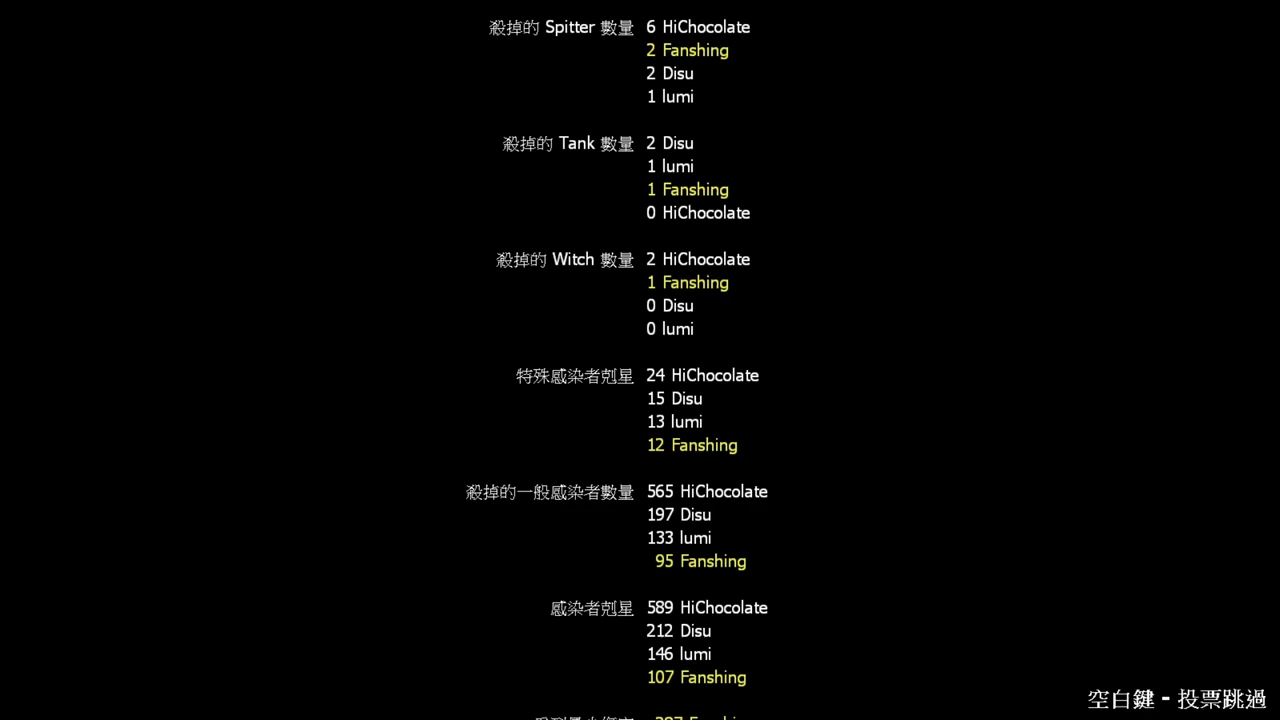 殺掉的 Spitter 數量 6 HiChocolate
2 Fanshing
2 Disu
1 lumi
殺掉的 Tank 數量 2 Disu
1 lumi
1 Fanshing
0 HiChocolate
殺掉的 Witch 數量 2 HiChocolate
1 Fanshing
0 Disu
0 lumi
特殊感染者剋星 24 HiChocolate
15 Disu
13 lumi
12 Fanshing
殺掉的一般感染者數量 565 HiChocolate
197 Disu
133 lumi
95 Fanshing
感染者剋星 589 HiChocolate
212 Disu
146 lumi
107 Fanshing
空白鍵 - 投票跳過